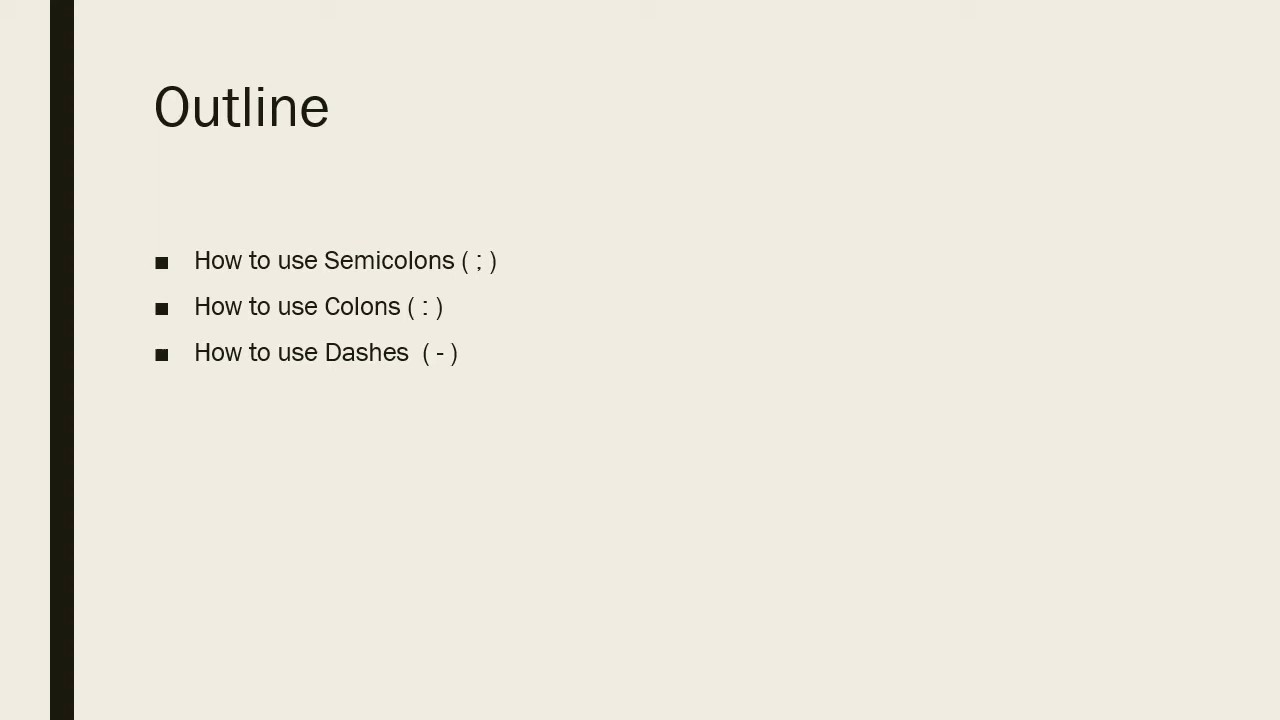 Outline
■ How to use Semicolons ( ; )
■ How to use Colons ( : )
■ How to use Dashes  ( - )